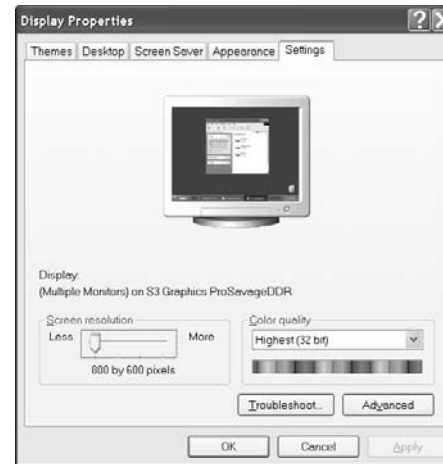 Display Properties
Themes Desktop Screen Saver Appearance Settings
Display:
(Multiple Monitors) on S3 Graphics ProSavageDDR
Screen resolution
Less More
800 by 600 pixels
Color quality
Highest (32 bit)
Troubleshoot... Advanced
OK Cancel Apply